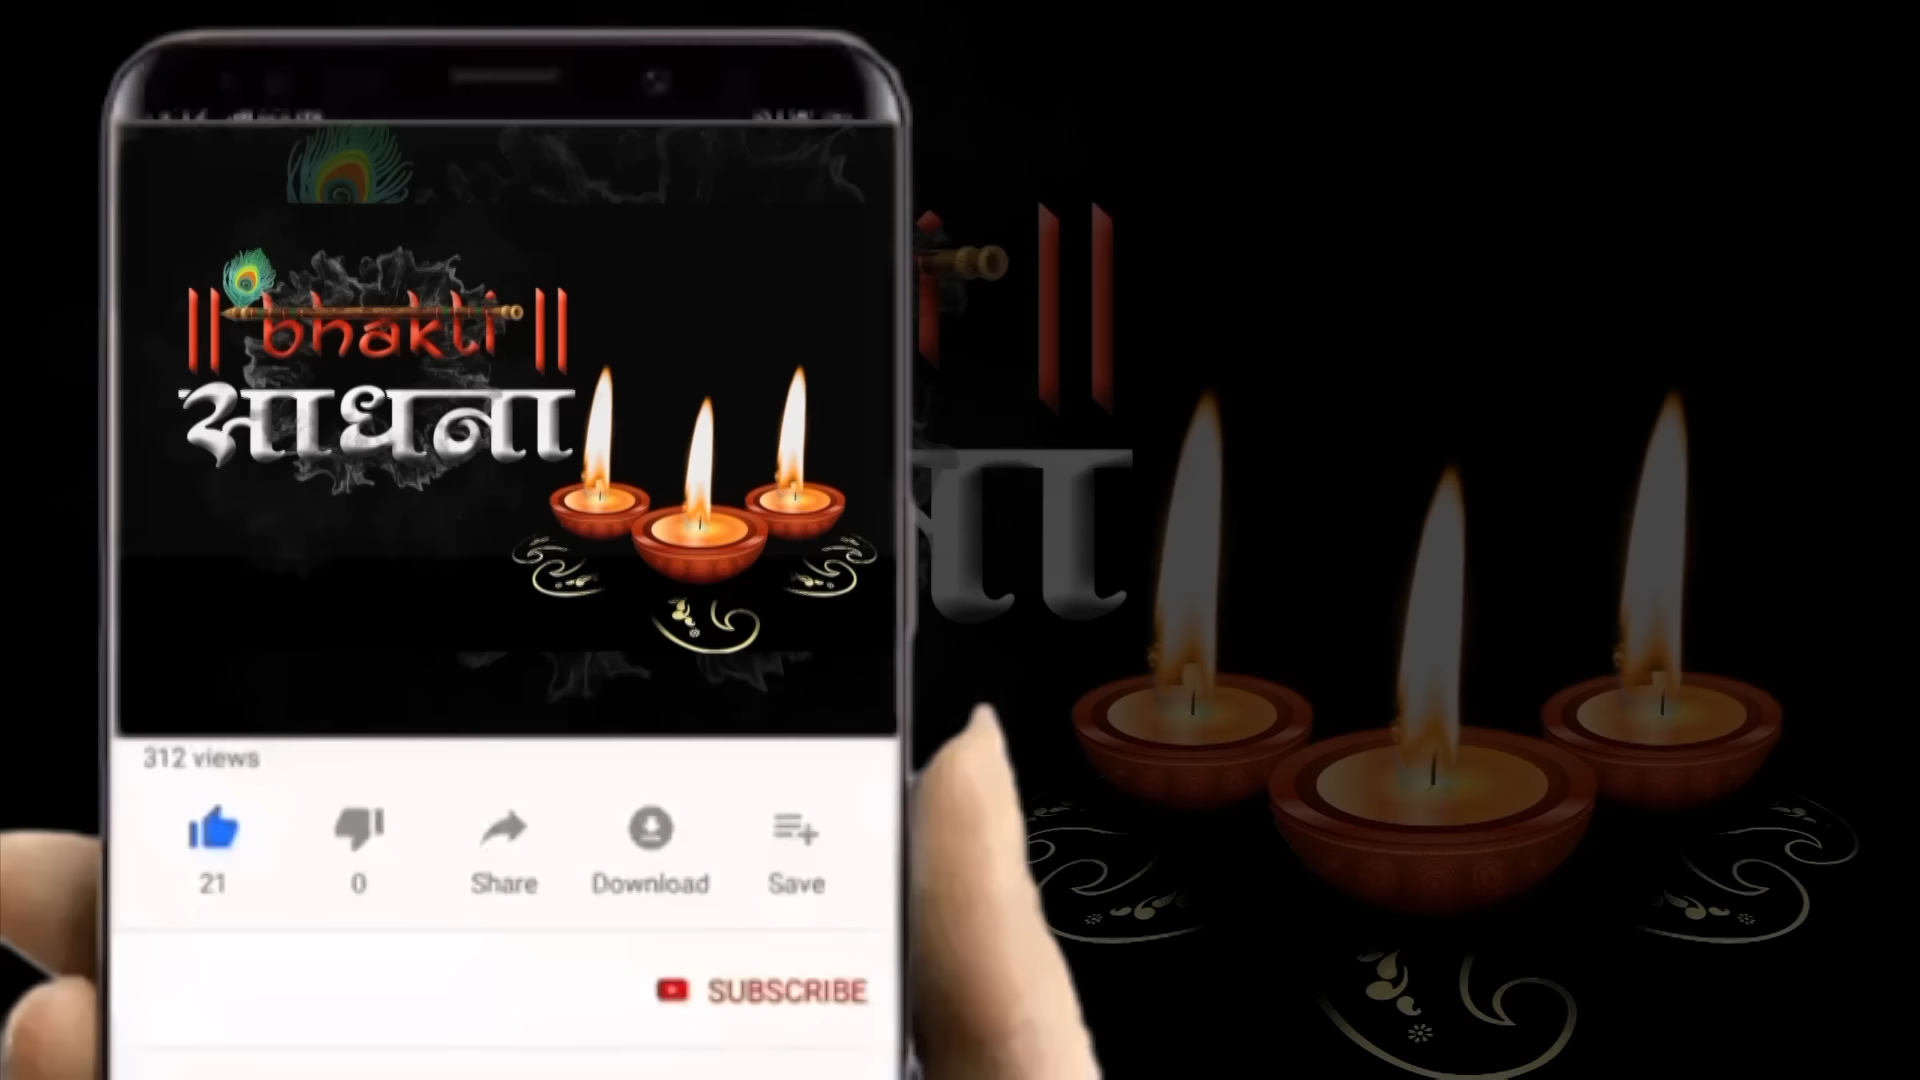 || bhakti ||
साधना
312 views
21
0
Share
Download
Save
SUBSCRIBE